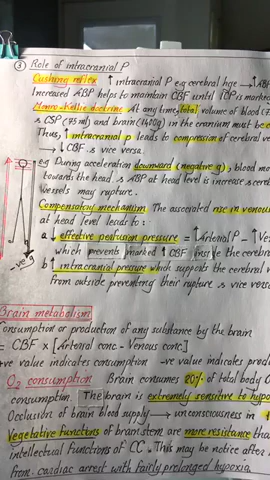 ③ Role of intracranial P
Cushing reflex ↑ intracranial P eg cerebral hge → ↑ ABP
Increased ABP helps to maintain CBF until ICP is marked
Monro-Kellie doctrine At any time, total volume of blood (7
& CSP (75 ml) and brain (1400g) in the cranium must be c
Thus, ↑ intracranial p leads to compression of cerebral v
→ ↓ CBF & vice versa.
eg During acceleration downward (negative g), blood mo
towards the head & ABP at head level is increase & cere
vessels may rupture.
Compensatory mechanism The associated rise in venou
at head level leads to:
a ↓ effective perfusion pressure = ↑ Arterial P - ↑ Ve
which prevents marked ↑ CBF inside the cerebra
b ↑ intracranial pressure which supports the cerebral v
from outside preventing their rupture & vice versa
-ve g
Brain metabolism
Consumption or production of any substance by the brain
= CBF x [Arterial conc - Venous conc]
+ve value indicates consumption -ve value indicates produc
O₂ consumption Brain consumes 20% of total body O
consumption. The brain is extremely sensitive to hypo
Occlusion of brain blood supply → unconsciousness in
Vegetative functions of brain stem are more resistance tha
intellectual functions of CC. This may be notice after
from cardiac arrest with fairly prolonged hypoxia.